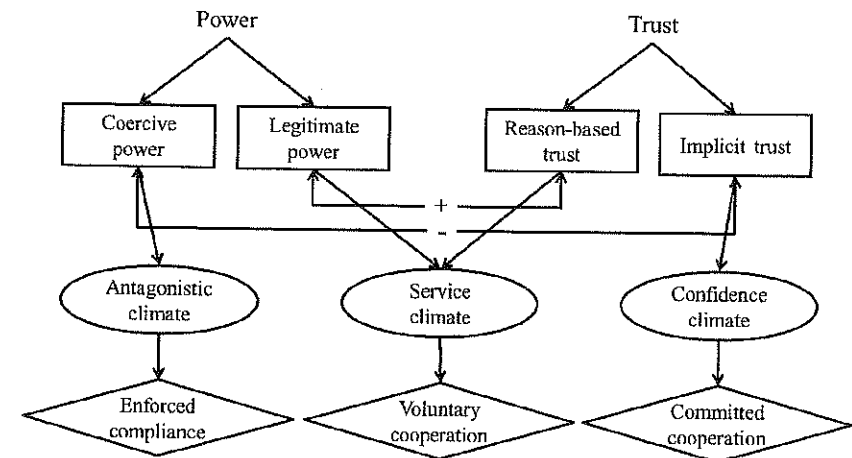 Power
Trust
Coercive
power
Legitimate
power
Reason-based
trust
Implicit trust
+
-
Antagonistic
climate
Service
climate
Confidence
climate
Enforced
compliance
Voluntary
cooperation
Committed
cooperation